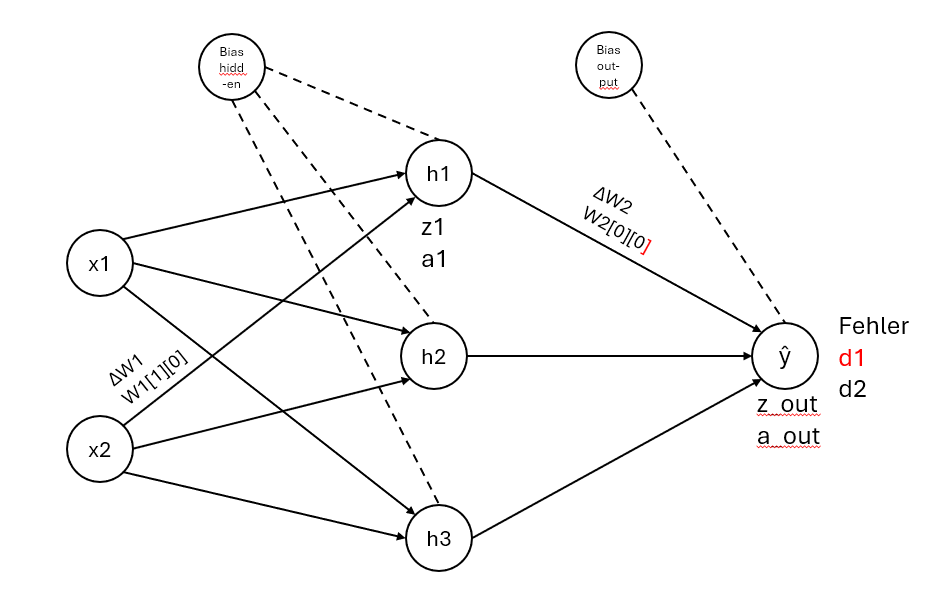 Bias
hidd
-en
Bias
out-
put
h1
z1
a1
ΔW2
W2[0][0]
x1
ΔW1
W1[1][0]
h2
ŷ
Fehler
d1
d2
z_out
a_out
x2
h3